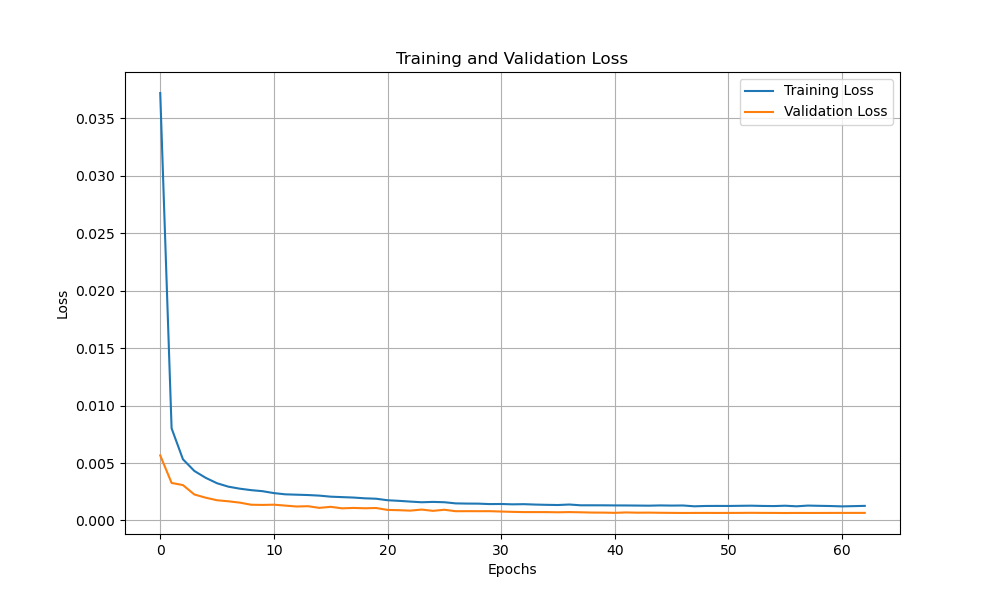 Training and Validation Loss
Training Loss
Validation Loss
0.035
0.030
0.025
0.020
0.015
0.010
0.005
0.000
Loss
0 10 20 30 40 50 60
Epochs